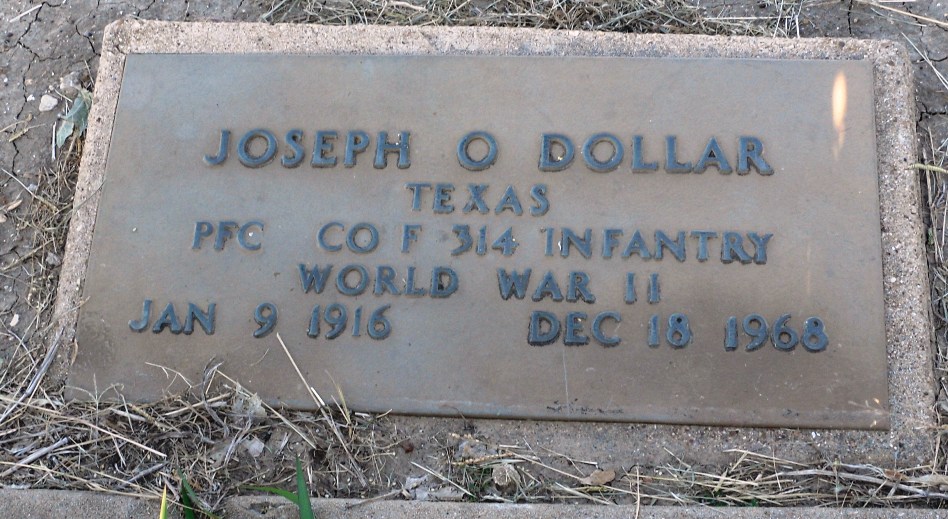 JOSEPH O DOLLAR
TEXAS
PFC CO F 314 INFANTRY
WORLD WAR II
JAN 9 1916 DEC 18 1968